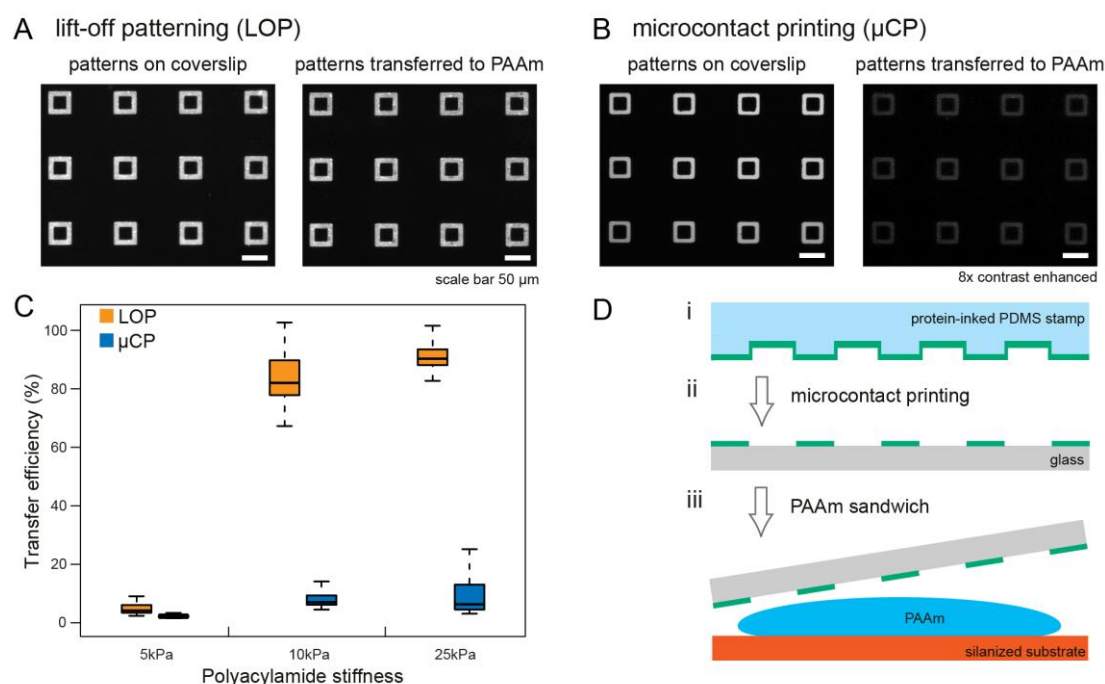 A lift-off patterning (LOP)
patterns on coverslip
patterns transferred to PAAm
scale bar 50 µm
B microcontact printing (µCP)
patterns on coverslip
patterns transferred to PAAm
8x contrast enhanced
C
LOP
µCP
Transfer efficiency (%)
100
80
60
40
20
0
5kPa
10kPa
25kPa
Polyacylamide stiffness
D
i
protein-inked PDMS stamp
ii
microcontact printing
glass
iii
PAAm sandwich
PAAm
silanized substrate